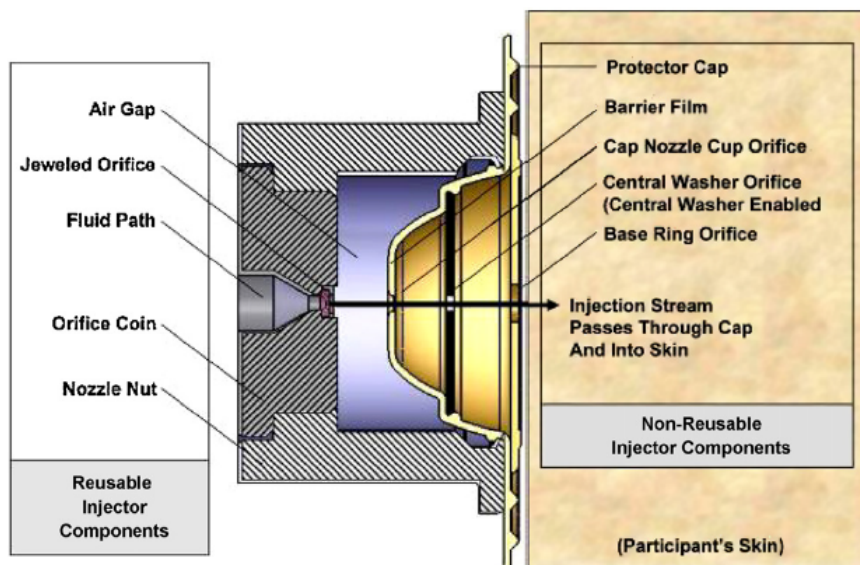 Air Gap
Jeweled Orifice
Fluid Path
Orifice Coin
Nozzle Nut
Reusable
Injector
Components
Protector Cap
Barrier Film
Cap Nozzle Cup Orifice
Central Washer Orifice
(Central Washer Enabled
Base Ring Orifice
Injection Stream
Passes Through Cap
And Into Skin
Non-Reusable
Injector Components
(Participant's Skin)